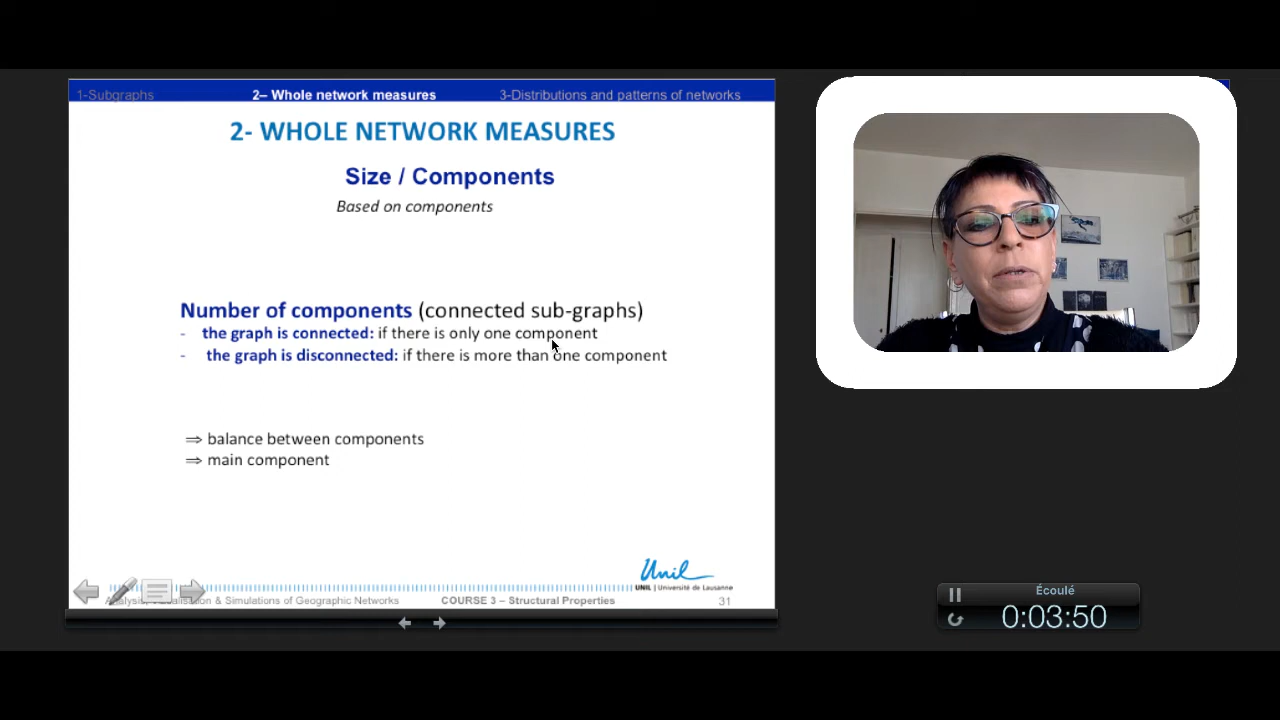 1-Subgraphs 2– Whole network measures 3-Distributions and patterns of networks
2- WHOLE NETWORK MEASURES
Size / Components
Based on components
Number of components (connected sub-graphs)
- the graph is connected: if there is only one component
- the graph is disconnected: if there is more than one component
⇒ balance between components
⇒ main component
Unil
UNIL | Université de Lausanne
& Simulations of Geographic Networks COURSE 3 – Structural Properties 31
Écoulé
0:03:50